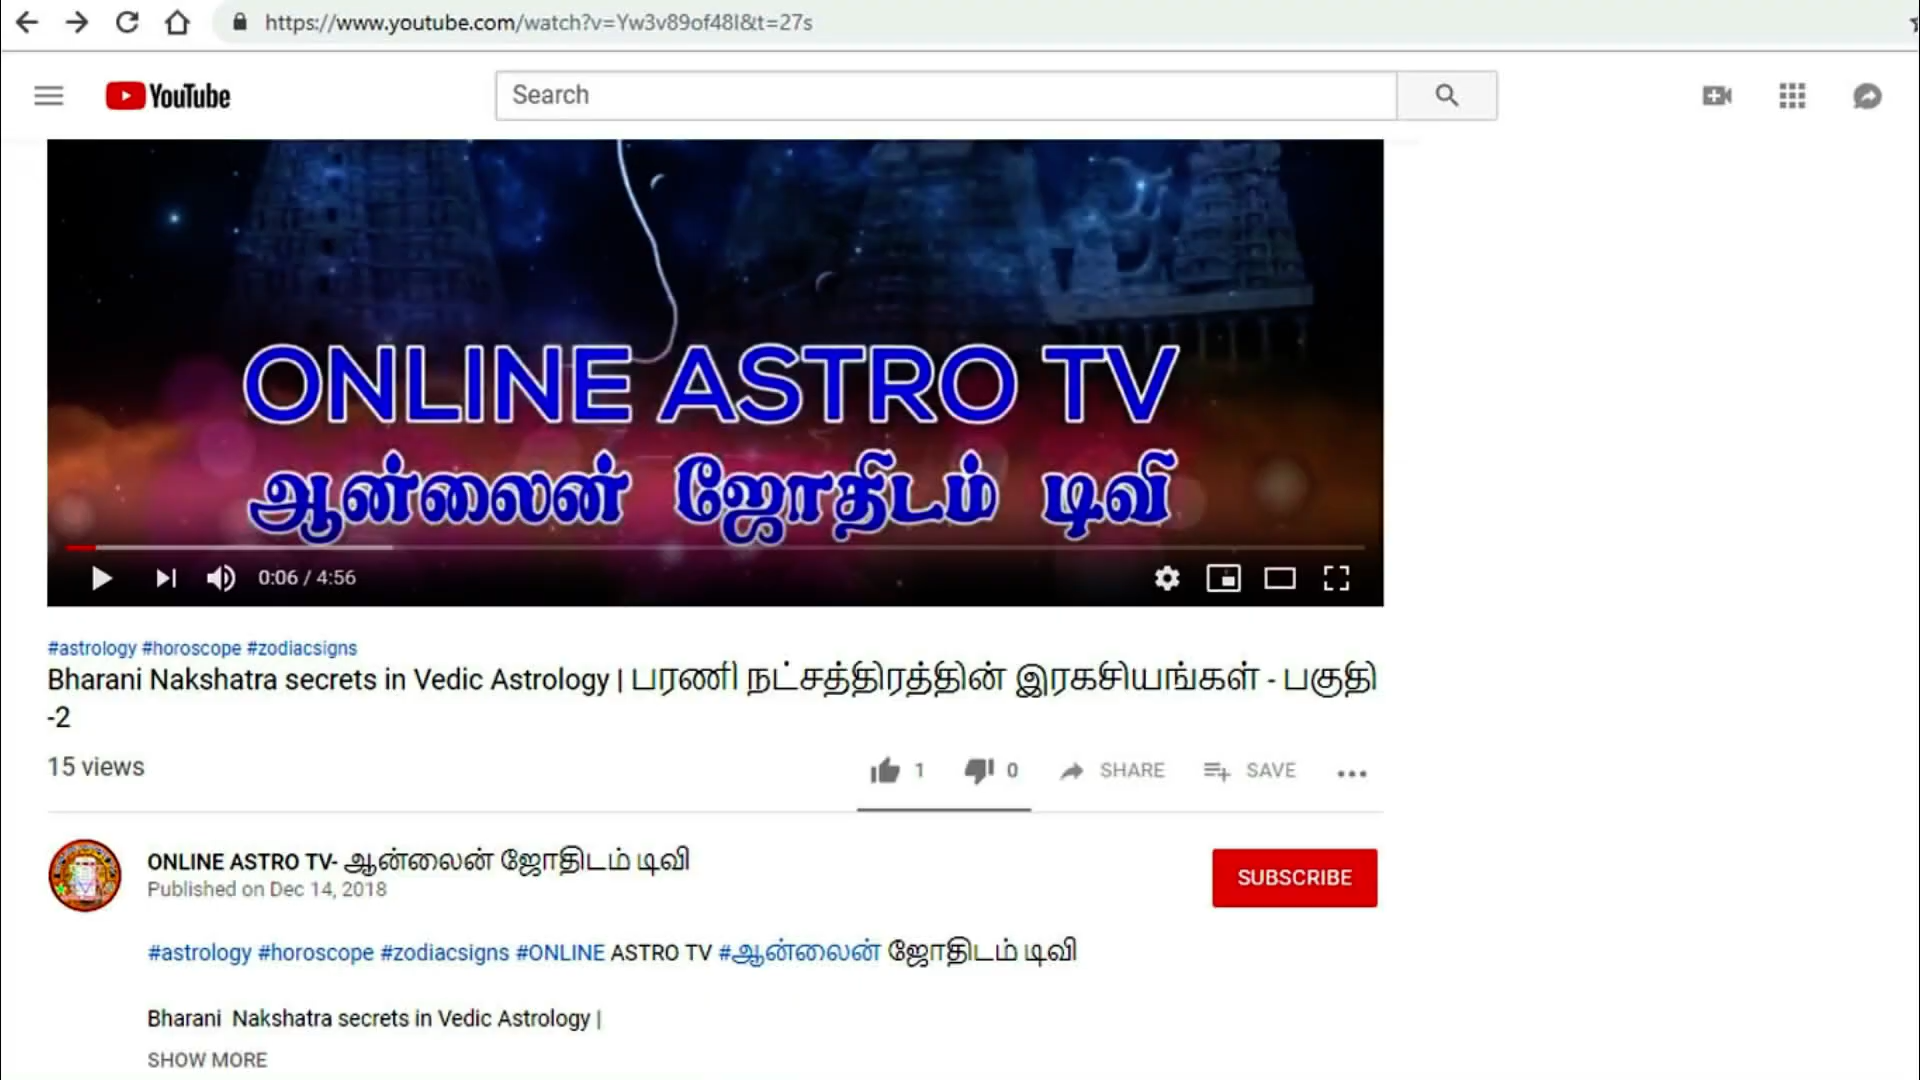 https://www.youtube.com/watch?v=Yw3v89of48I&t=27s
YouTube
Search
ONLINE ASTRO TV
ஆன்லைன் ஜோதிடம் டிவி
0:06 / 4:56
#astrology #horoscope #zodiacsigns
Bharani Nakshatra secrets in Vedic Astrology | பரணி நட்சத்திரத்தின் இரகசியங்கள் - பகுதி
-2
15 views
1 0 SHARE SAVE
ONLINE ASTRO TV- ஆன்லைன் ஜோதிடம் டிவி
SUBSCRIBE
Published on Dec 14, 2018
#astrology #horoscope #zodiacsigns #ONLINE ASTRO TV #ஆன்லைன் ஜோதிடம் டிவி
Bharani Nakshatra secrets in Vedic Astrology |
SHOW MORE